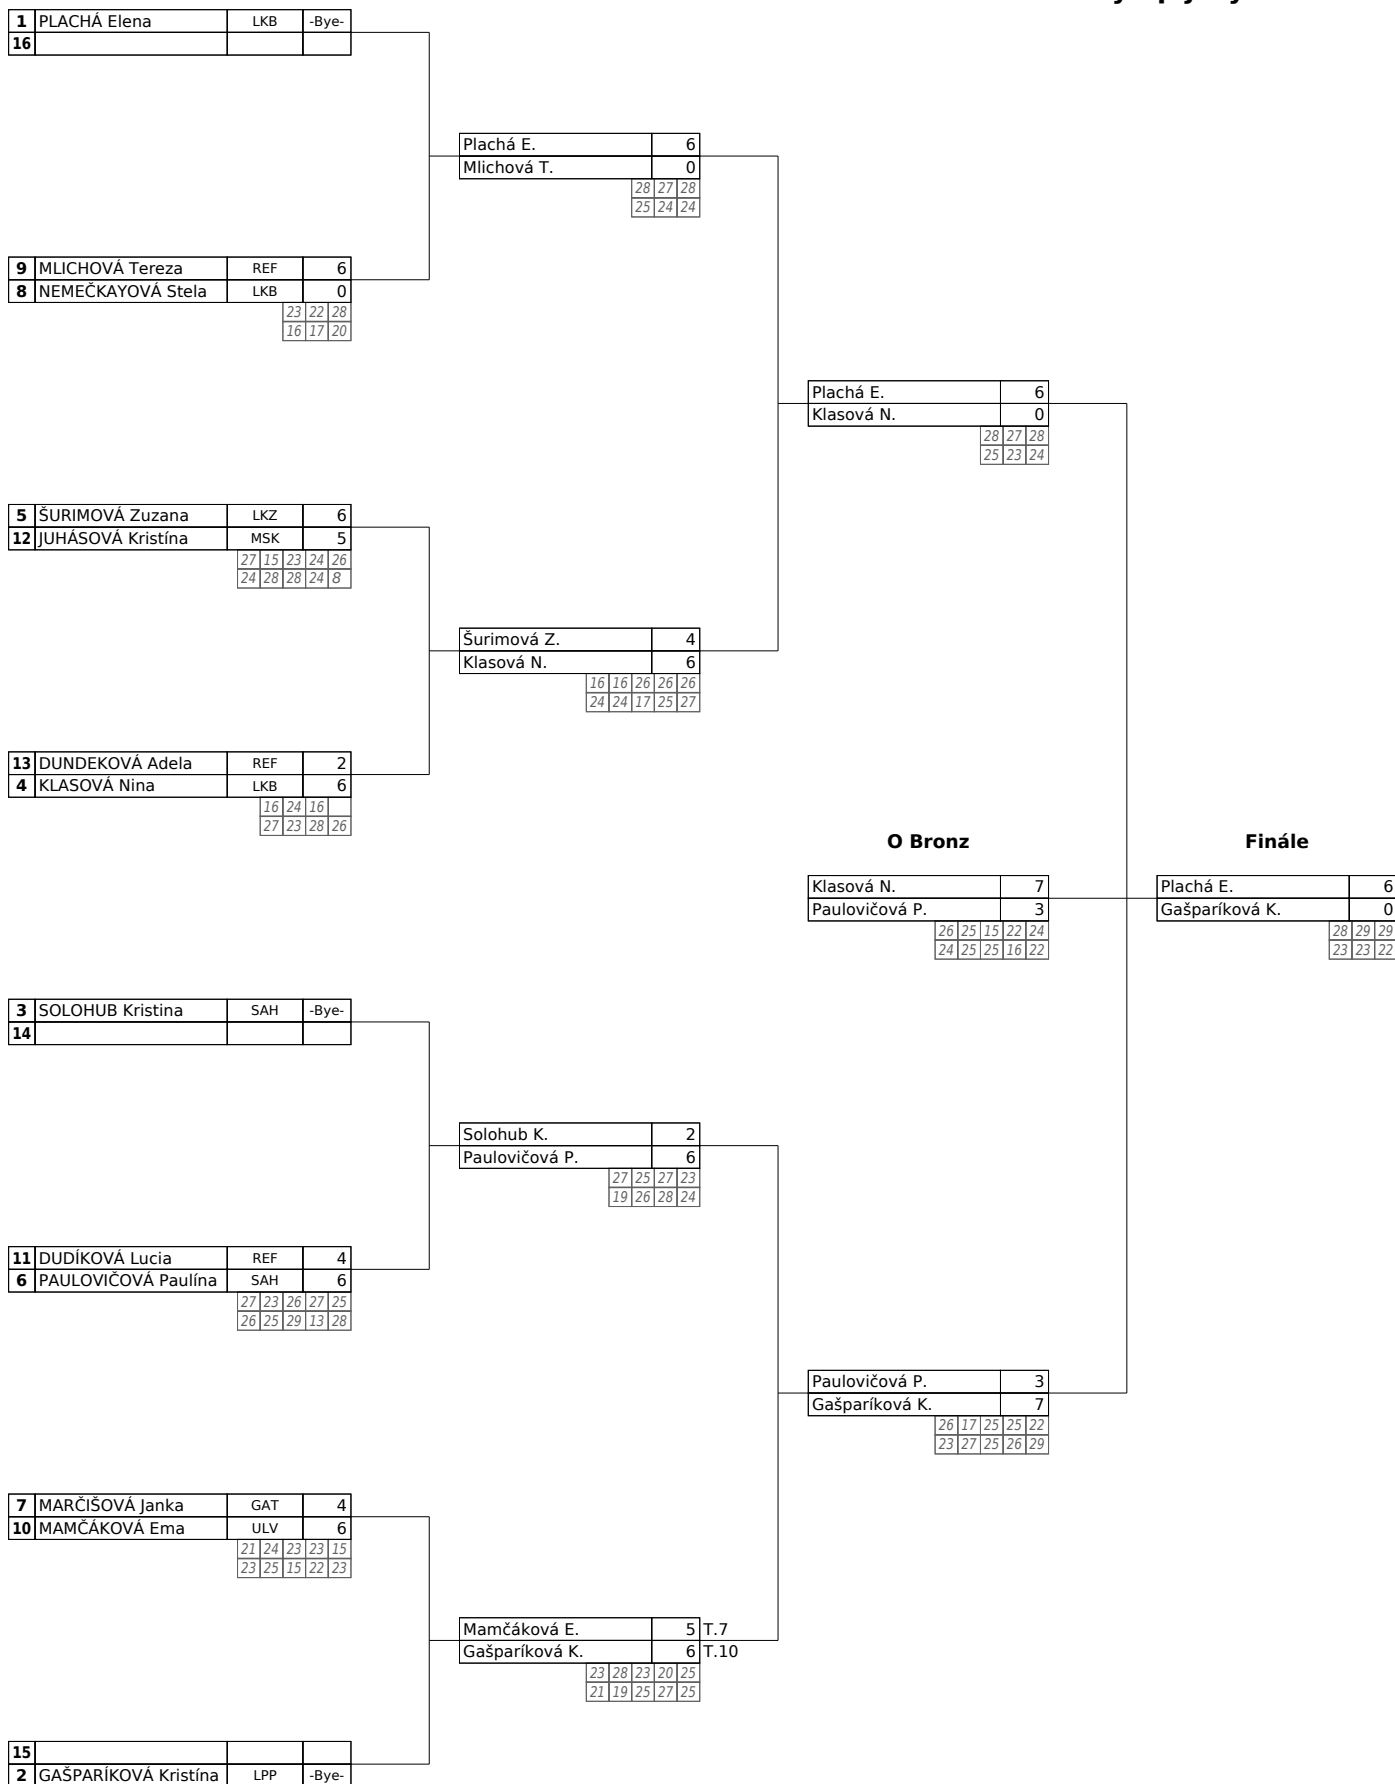 1 PLACHÁ Elena LKB -Bye-
16
Plachá E. 6
Mlichová T. 0
28 27 28
25 24 24
9 MLICHOVÁ Tereza REF 6
8 NEMEČKAYOVÁ Stela LKB 0
23 22 28
16 17 20
Plachá E. 6
Klasová N. 0
28 27 28
25 23 24
5 ŠURIMOVÁ Zuzana LKZ 6
12 JUHÁSOVÁ Kristína MSK 5
27 15 23 24 26
24 28 28 24 8
Šurimová Z. 4
Klasová N. 6
16 16 26 26 26
24 24 17 25 27
13 DUNDEKOVÁ Adela REF 2
4 KLASOVÁ Nina LKB 6
16 24 16
27 23 28 26
O Bronz Finále
Klasová N. 7 Plachá E. 6
Paulovičová P. 3 Gašparíková K. 0
26 25 15 22 24 28 29 29
24 25 25 16 22 23 23 22
3 SOLOHUB Kristina SAH -Bye-
14
Solohub K. 2
Paulovičová P. 6
27 25 27 23
19 26 28 24
11 DUDÍKOVÁ Lucia REF 4
6 PAULOVIČOVÁ Paulína SAH 6
27 23 26 27 25
26 25 29 13 28
Paulovičová P. 3
Gašparíková K. 7
26 17 25 25 22
23 27 25 26 29
7 MARČIŠOVÁ Janka GAT 4
10 MAMČÁKOVÁ Ema ULV 6
21 24 23 23 15
23 25 15 22 23
Mamčáková E. 5 T.7
Gašparíková K. 6 T.10
23 28 23 20 25
21 19 25 27 25
15
2 GAŠPARÍKOVÁ Kristína LPP -Bye-